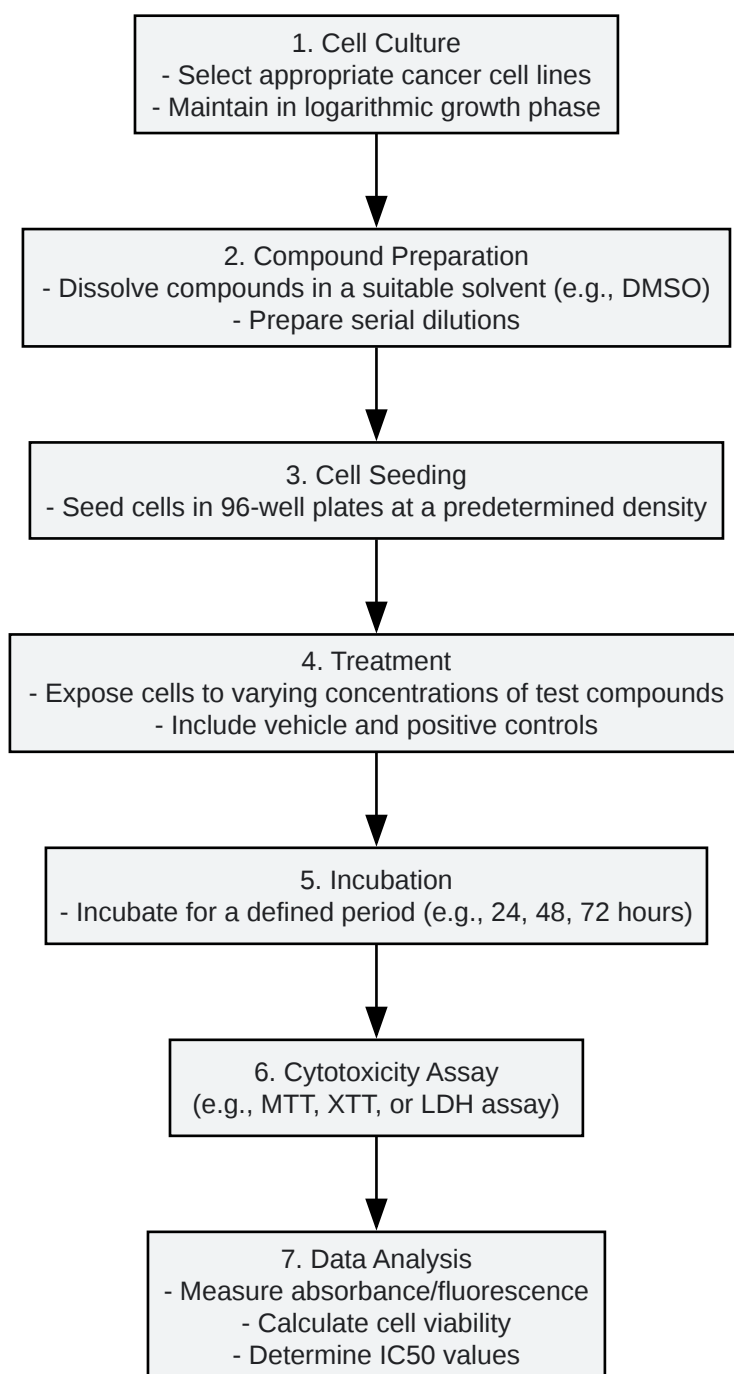 1. Cell Culture
- Select appropriate cancer cell lines
- Maintain in logarithmic growth phase
2. Compound Preparation
- Dissolve compounds in a suitable solvent (e.g., DMSO)
- Prepare serial dilutions
3. Cell Seeding
- Seed cells in 96-well plates at a predetermined density
4. Treatment
- Expose cells to varying concentrations of test compounds
- Include vehicle and positive controls
5. Incubation
- Incubate for a defined period (e.g., 24, 48, 72 hours)
6. Cytotoxicity Assay
(e.g., MTT, XTT, or LDH assay)
7. Data Analysis
- Measure absorbance/fluorescence
- Calculate cell viability
- Determine IC50 values